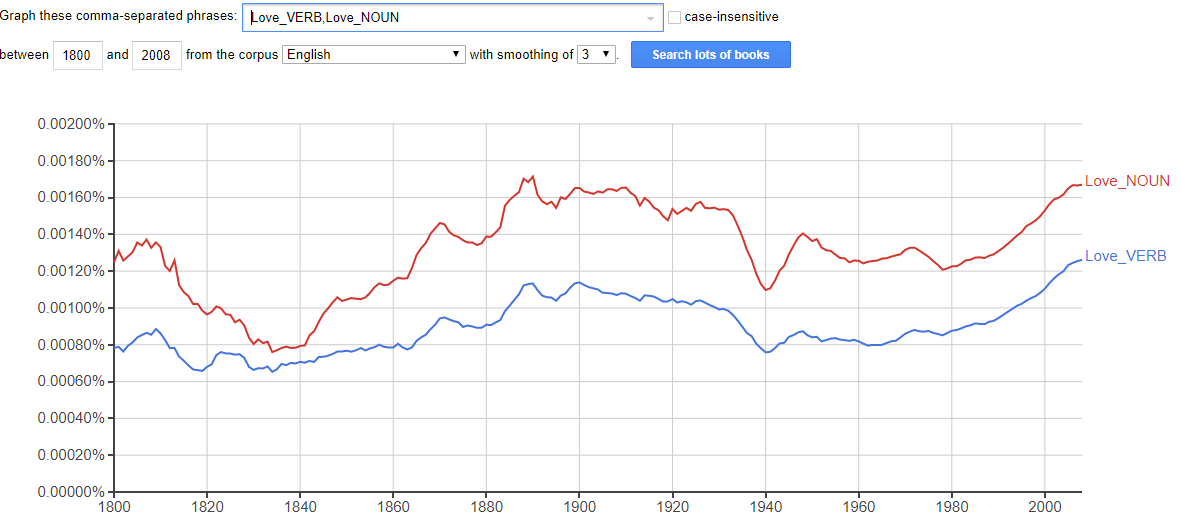 Graph these comma-separated phrases: Love_VERB,Love_NOUN case-insensitive
between 1800 and 2008 from the corpus English with smoothing of 3 . Search lots of books
0.00200%
0.00180%
Love_NOUN
0.00160%
0.00140%
Love_VERB
0.00120%
0.00100%
0.00080%
0.00060%
0.00040%
0.00020%
0.00000%
1800 1820 1840 1860 1880 1900 1920 1940 1960 1980 2000